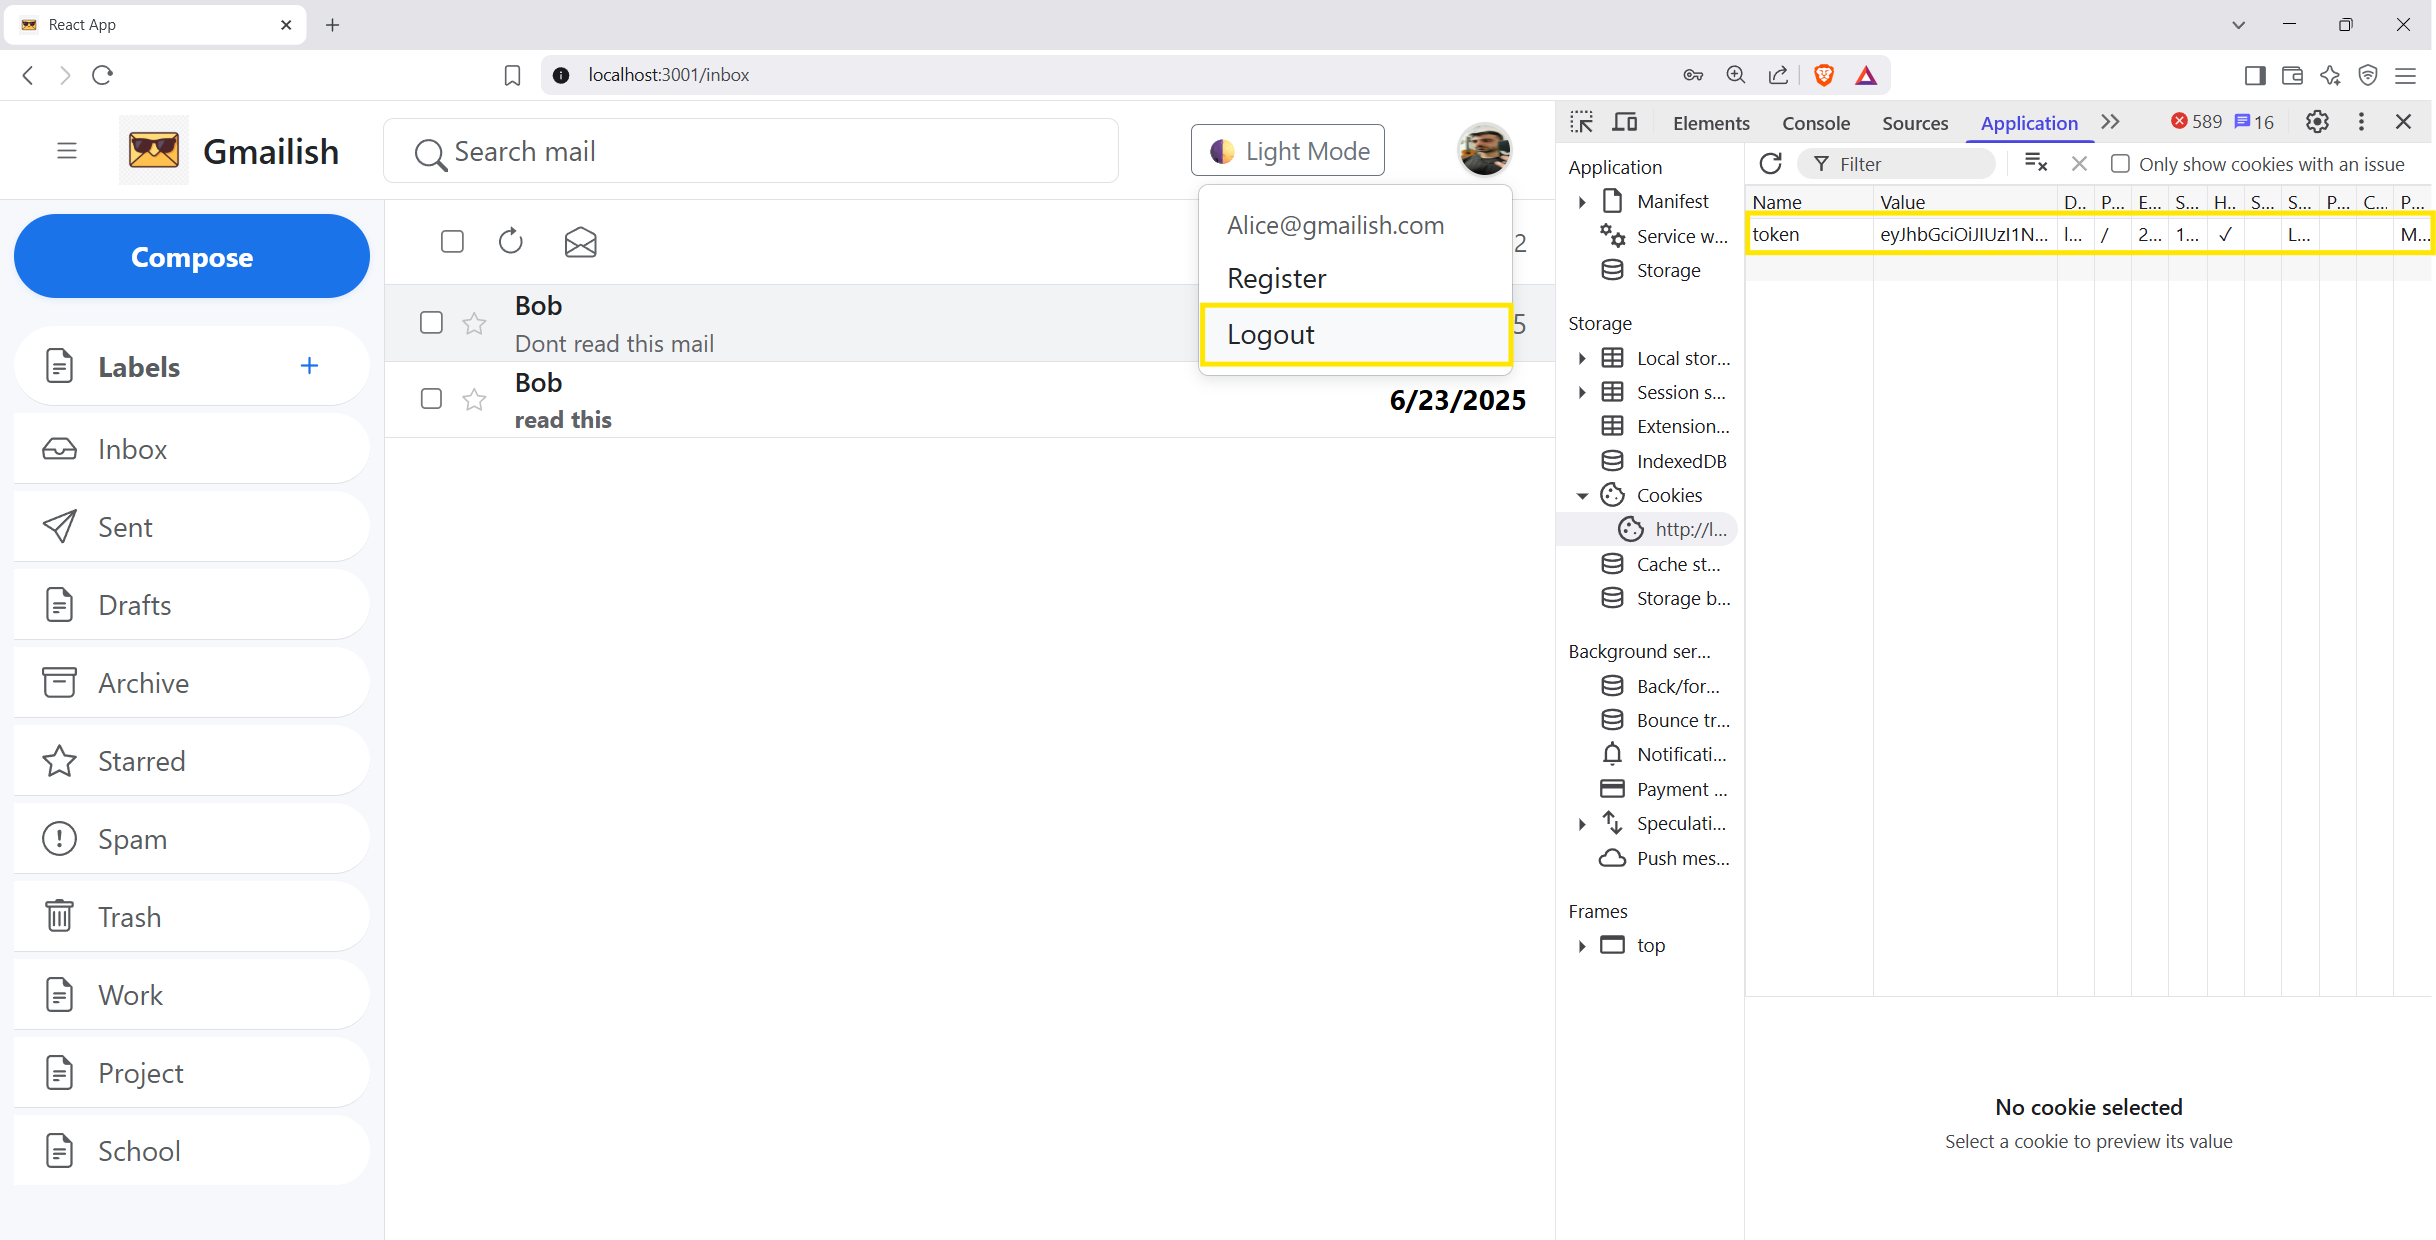 React App
localhost:3001/inbox
Gmailish
Search mail
Light Mode
Alice@gmailish.com
Register
Logout
2
5
Compose
Labels
Inbox
Sent
Drafts
Archive
Starred
Spam
Trash
Work
Project
School
Bob
Dont read this mail
Bob
read this
6/23/2025
Elements Console Sources Application 589 16
Application
Manifest
Service w...
Storage
Storage
Local stor...
Session s...
Extension...
IndexedDB
Cookies
http://l...
Cache st...
Storage b...
Background ser...
Back/for...
Bounce tr...
Notificati...
Payment ...
Speculati...
Push mes...
Frames
top
Filter Only show cookies with an issue
Name Value D.. P... E... S... H.. S... S... P... C... P...
token eyJhbGciOiJIUzI1N... l... / 2... 1... ✓ L... M...
No cookie selected
Select a cookie to preview its value